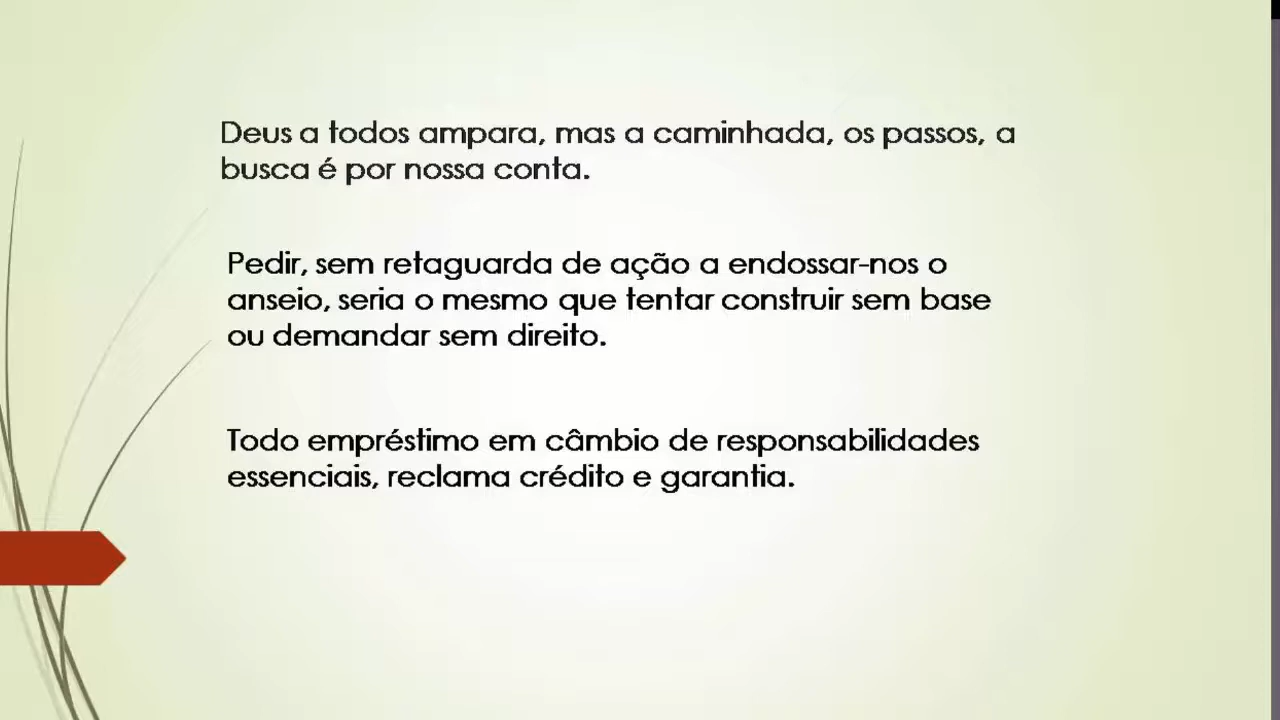 Deus a todos ampara, mas a caminhada, os passos, a
busca é por nossa conta.
Pedir, sem retaguarda de ação a endossar-nos o
anseio, seria o mesmo que tentar construir sem base
ou demandar sem direito.
Todo empréstimo em câmbio de responsabilidades
essenciais, reclama crédito e garantia.